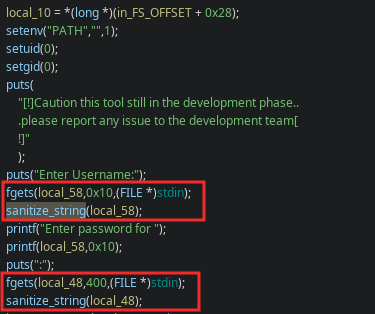 local_10 = *(long *)(in_FS_OFFSET + 0x28);
setenv("PATH","",1);
setuid(0);
setgid(0);
puts(
"[!]Caution this tool still in the development phase..
.please report any issue to the development team[
!]"
);
puts("Enter Username:");
fgets(local_58,0x10,(FILE *)stdin);
sanitize_string(local_58);
printf("Enter password for ");
printf(local_58,0x10);
puts(":");
fgets(local_48,400,(FILE *)stdin);
sanitize_string(local_48);